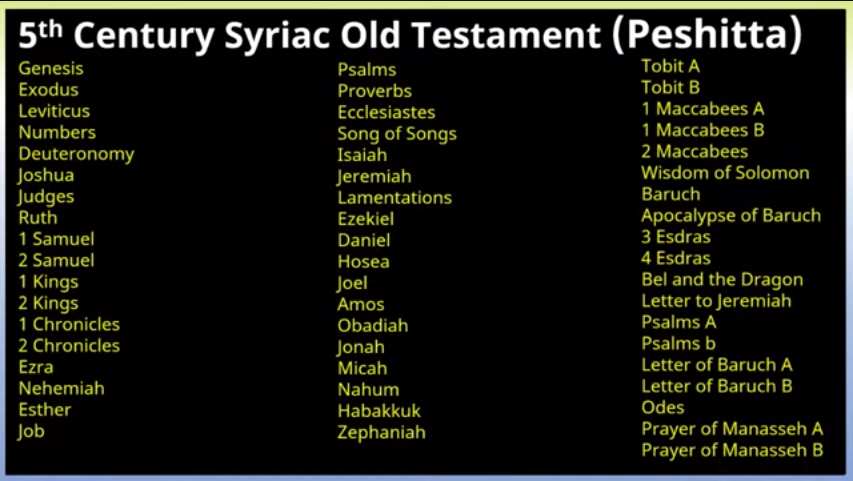 5th Century Syriac Old Testament (Peshitta)
Genesis
Exodus
Leviticus
Numbers
Deuteronomy
Joshua
Judges
Ruth
1 Samuel
2 Samuel
1 Kings
2 Kings
1 Chronicles
2 Chronicles
Ezra
Nehemiah
Esther
Job
Psalms
Proverbs
Ecclesiastes
Song of Songs
Isaiah
Jeremiah
Lamentations
Ezekiel
Daniel
Hosea
Joel
Amos
Obadiah
Jonah
Micah
Nahum
Habakkuk
Zephaniah
Tobit A
Tobit B
1 Maccabees A
1 Maccabees B
2 Maccabees
Wisdom of Solomon
Baruch
Apocalypse of Baruch
3 Esdras
4 Esdras
Bel and the Dragon
Letter to Jeremiah
Psalms A
Psalms b
Letter of Baruch A
Letter of Baruch B
Odes
Prayer of Manasseh A
Prayer of Manasseh B